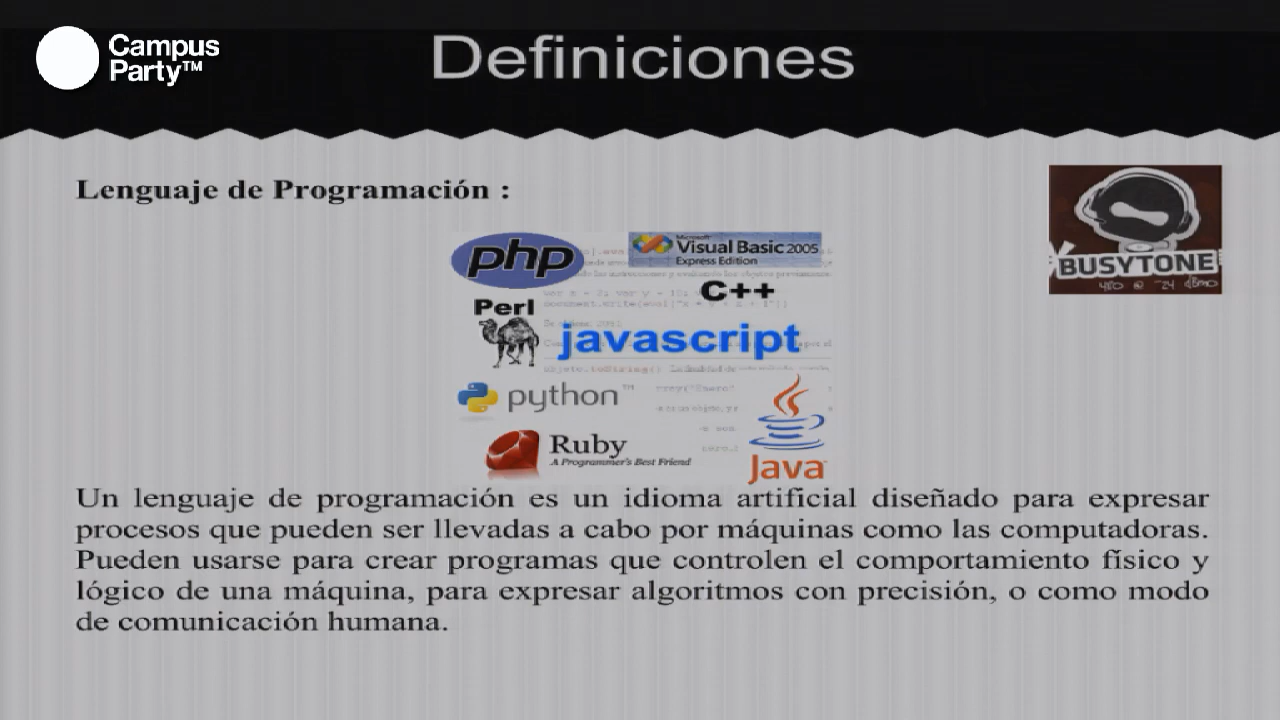 Campus
Party™
Definiciones
Lenguaje de Programación :
BUSYTONE
php
Microsoft
Visual Basic 2005
Express Edition
C++
Perl
javascript
python™
Ruby
A Programmer's Best Friend
Java
Un lenguaje de programación es un idioma artificial diseñado para expresar
procesos que pueden ser llevadas a cabo por máquinas como las computadoras.
Pueden usarse para crear programas que controlen el comportamiento físico y
lógico de una máquina, para expresar algoritmos con precisión, o como modo
de comunicación humana.